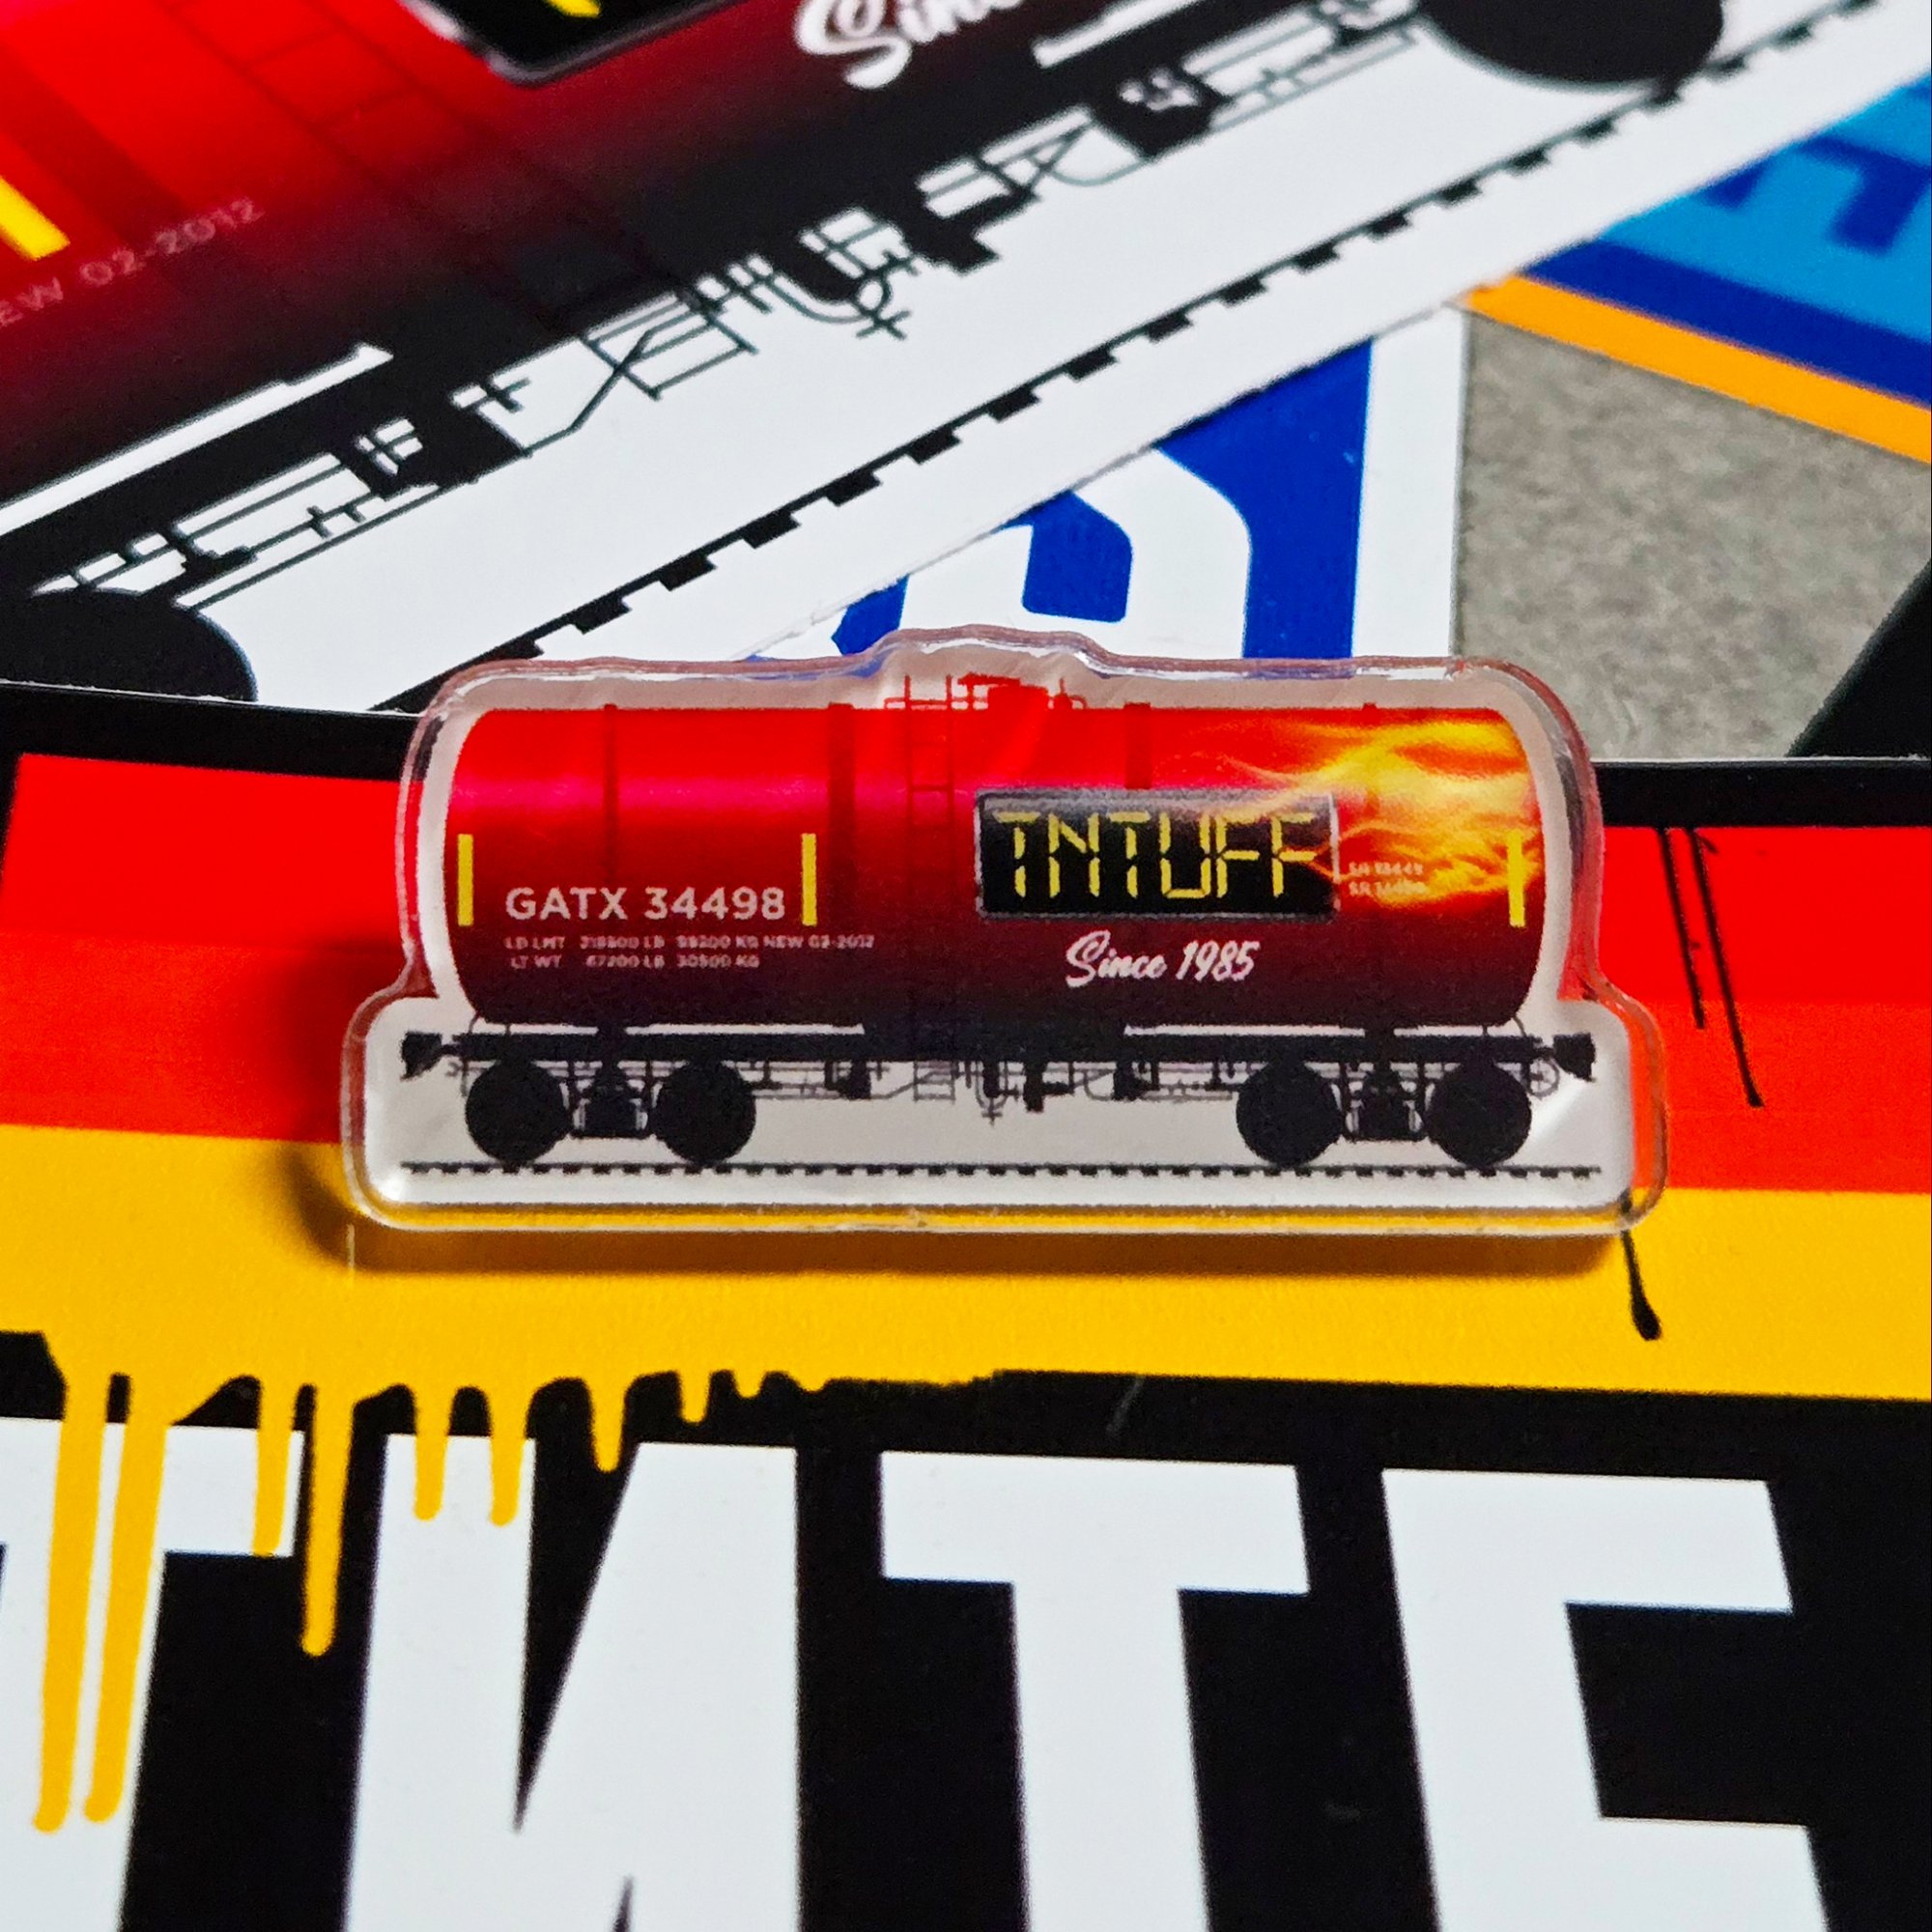 Sinc
EW 02-2012
TNTUFF
GATX 34498
LD LMT 218800 LB 99200 KG NEW 02-2012
LT WT 67200 LB 30500 KG
Since 1985